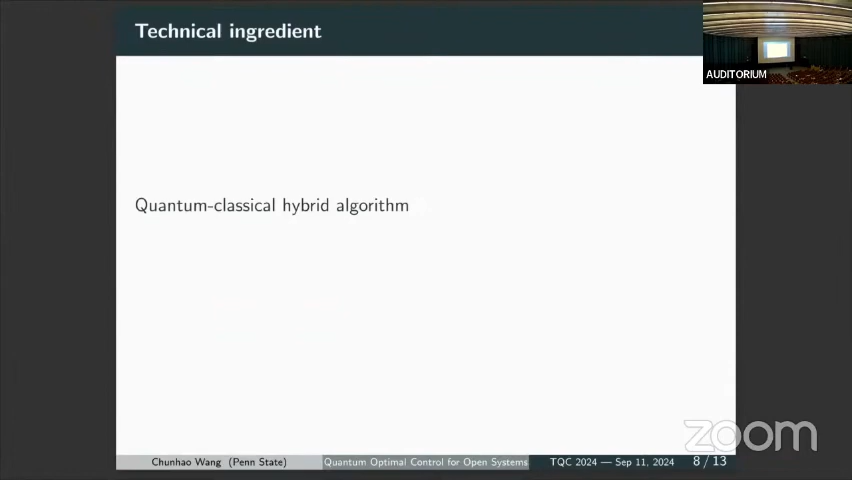 Technical ingredient
AUDITORIUM
Quantum-classical hybrid algorithm
zoom
Chunhao Wang (Penn State) Quantum Optimal Control for Open Systems TQC 2024 — Sep 11, 2024 8 / 13